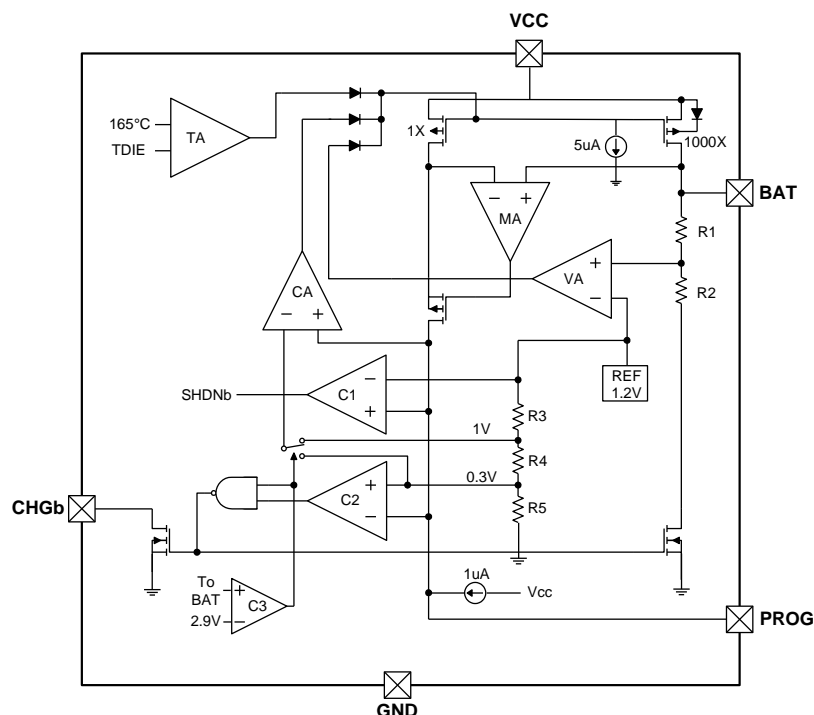 VCC
165°C
TA
TDIE
1X
5uA
1000X
BAT
− +
MA
R1
CA
− +
VA
+
−
R2
SHDNb
C1
−
+
REF
1.2V
R3
1V
R4
0.3V
C2
+
−
R5
CHGb
To
BAT
+
C3
2.9V
−
1uA
Vcc
PROG
GND